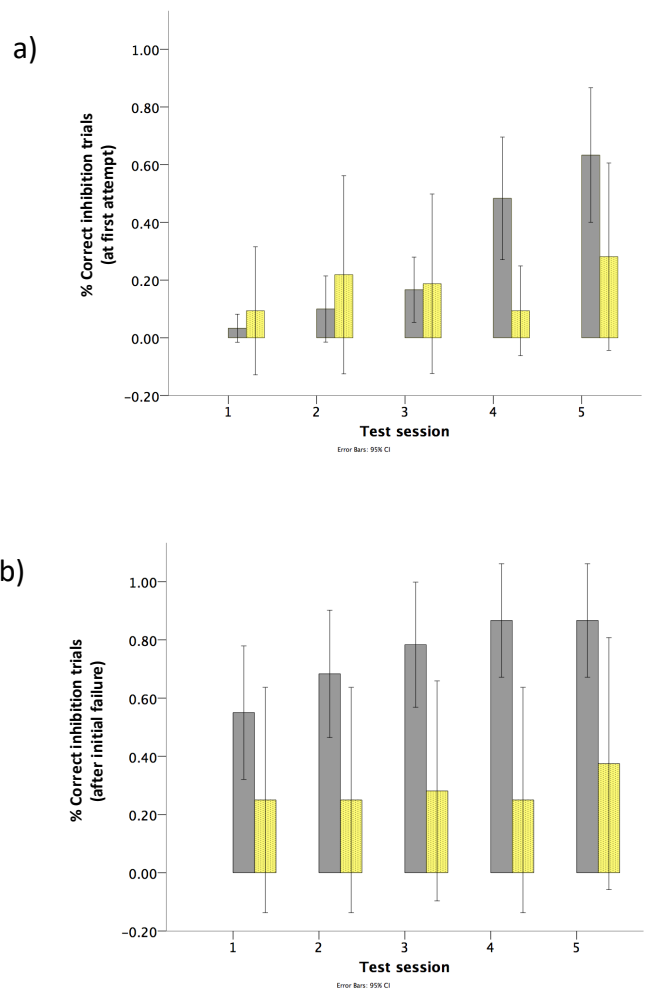 a)
1.00
0.80
0.60
0.40
0.20
0.00
-0.20
% Correct inhibition trials
(at first attempt)
1 2 3 4 5
Test session
Error Bars: 95% CI
b)
1.00
0.80
0.60
0.40
0.20
0.00
-0.20
% Correct inhibition trials
(after initial failure)
1 2 3 4 5
Test session
Error Bars: 95% CI